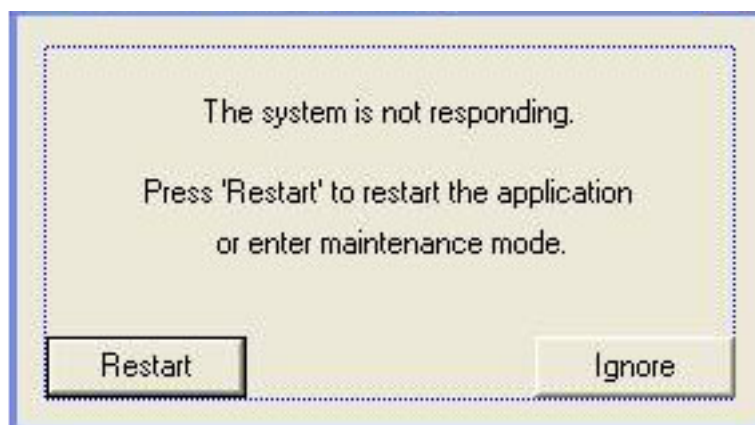 The system is not responding.
Press 'Restart' to restart the application
or enter maintenance mode.
Restart
Ignore